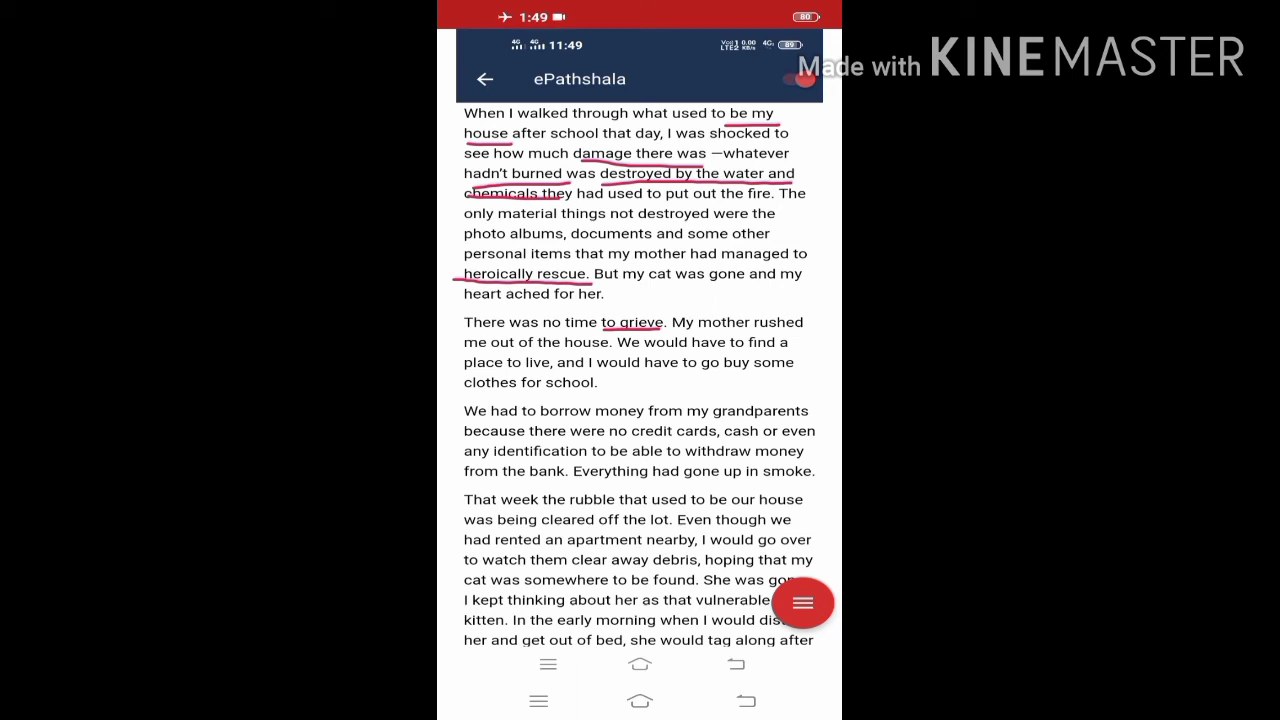 1:49
80
4G 4G 11:49
Vo)) 1 0.00
LTE2 KB/s
4G
89
Made with KINEMASTER
ePathshala
When I walked through what used to be my
house after school that day, I was shocked to
see how much damage there was —whatever
hadn't burned was destroyed by the water and
chemicals they had used to put out the fire. The
only material things not destroyed were the
photo albums, documents and some other
personal items that my mother had managed to
heroically rescue. But my cat was gone and my
heart ached for her.
There was no time to grieve. My mother rushed
me out of the house. We would have to find a
place to live, and I would have to go buy some
clothes for school.
We had to borrow money from my grandparents
because there were no credit cards, cash or even
any identification to be able to withdraw money
from the bank. Everything had gone up in smoke.
That week the rubble that used to be our house
was being cleared off the lot. Even though we
had rented an apartment nearby, I would go over
to watch them clear away debris, hoping that my
cat was somewhere to be found. She was
I kept thinking about her as that vulnerable
kitten. In the early morning when I would
her and get out of bed, she would tag along after